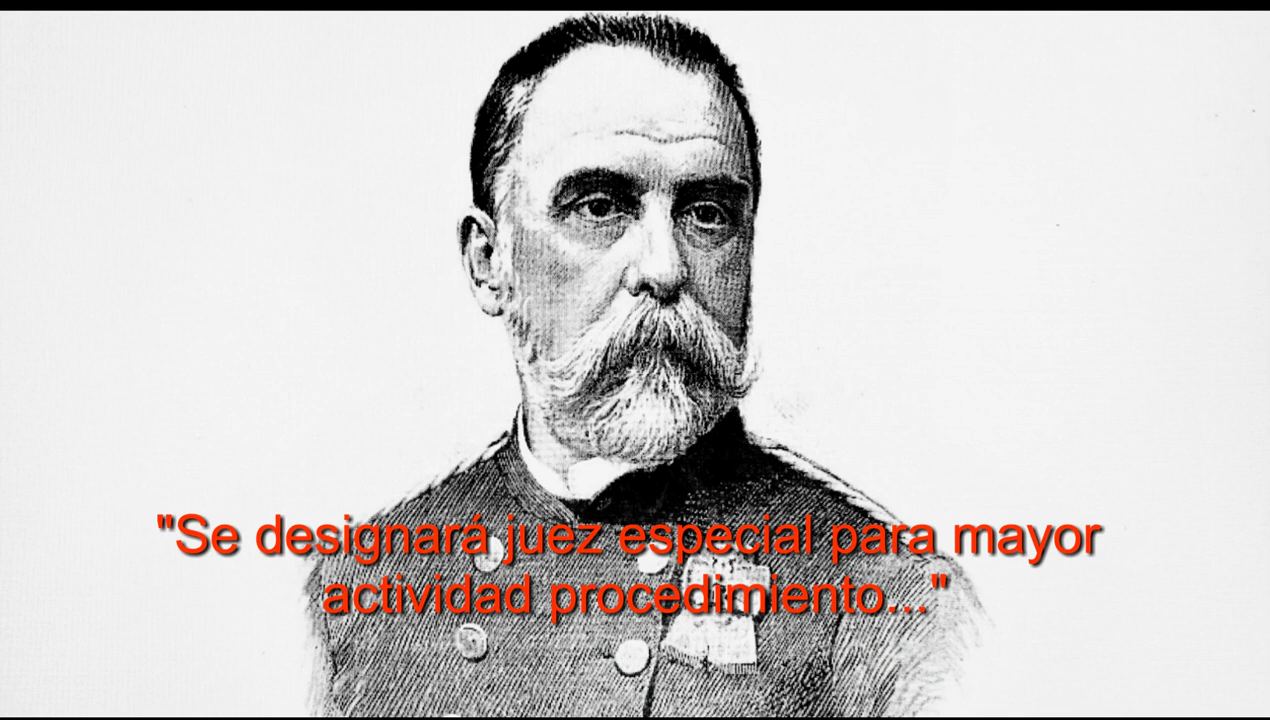 "Se designará juez especial para mayor
actividad procedimiento..."